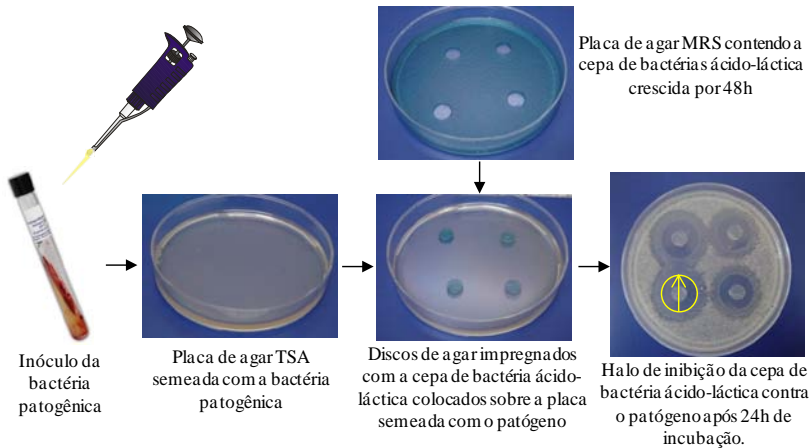 Placa de agar MRS contendo a
cepa de bactérias ácido-láctica
crescida por 48h
Inóculo da
bactéria
patogênica
Placa de agar TSA
semeada com a bactéria
patogênica
Discos de agar impregnados
com a cepa de bactéria ácido-
láctica colocados sobre a placa
semeada com o patógeno
Halo de inibição da cepa de
bactéria ácido-láctica contra
o patógeno após 24h de
incubação.